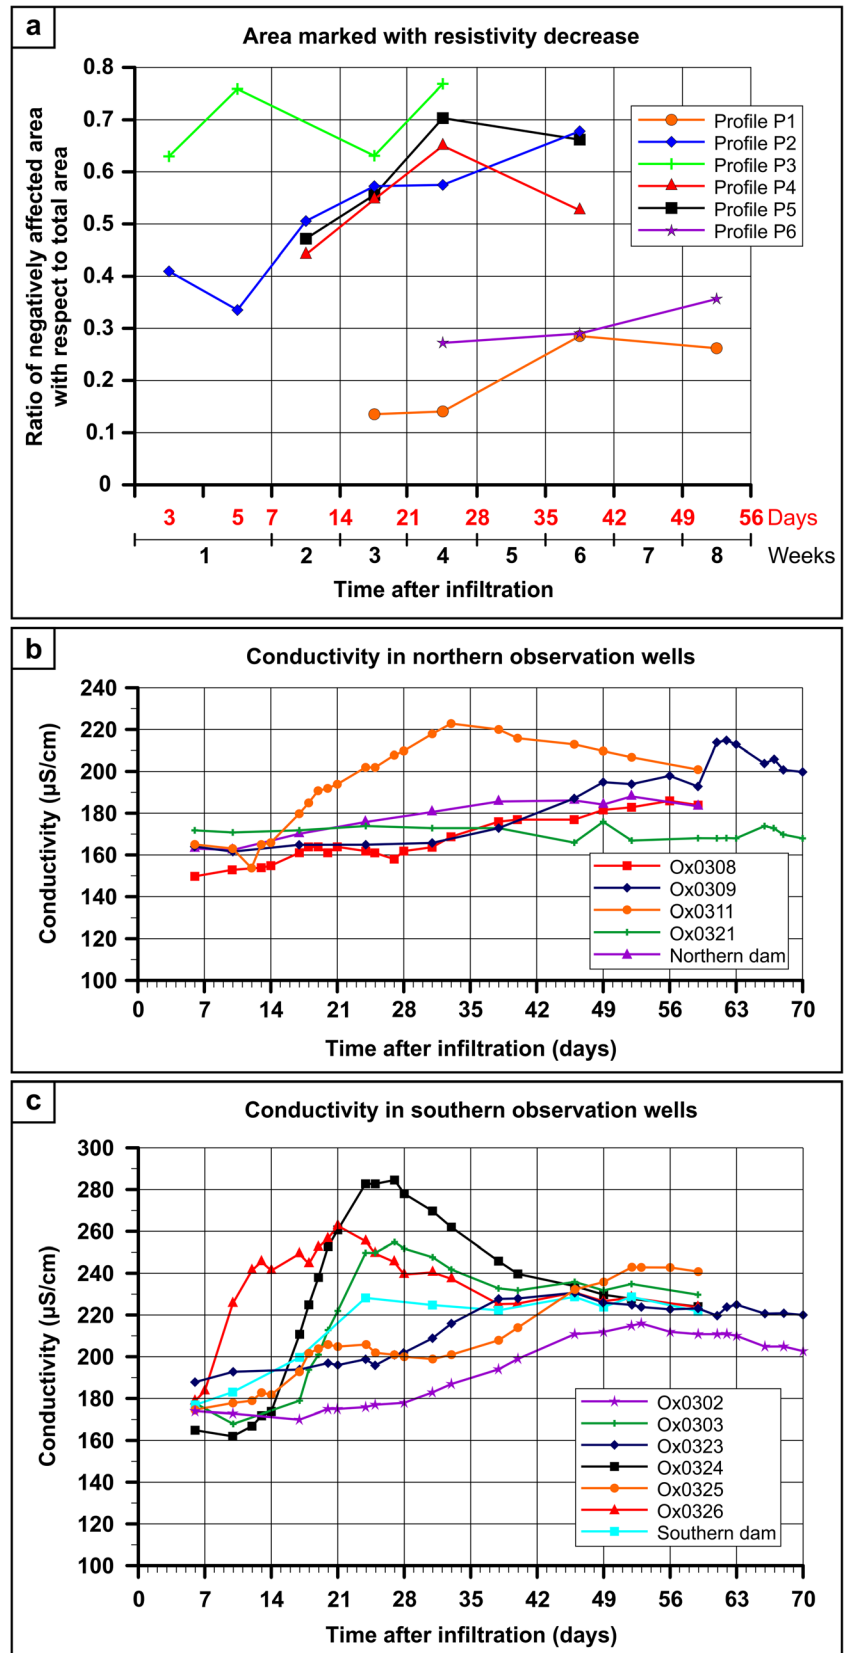 a
Area marked with resistivity decrease
Ratio of negatively affected area
with respect to total area
0.8
0.7
0.6
0.5
0.4
0.3
0.2
0.1
0
Profile P1
Profile P2
Profile P3
Profile P4
Profile P5
Profile P6
3 5 7 14 21 28 35 42 49 56 Days
1 2 3 4 5 6 7 8 Weeks
Time after infiltration
b
Conductivity in northern observation wells
Conductivity (µS/cm)
240
220
200
180
160
140
120
100
Ox0308
Ox0309
Ox0311
Ox0321
Northern dam
0 7 14 21 28 35 42 49 56 63 70
Time after infiltration (days)
c
Conductivity in southern observation wells
Conductivity (µS/cm)
300
280
260
240
220
200
180
160
140
120
100
Ox0302
Ox0303
Ox0323
Ox0324
Ox0325
Ox0326
Southern dam
0 7 14 21 28 35 42 49 56 63 70
Time after infiltration (days)